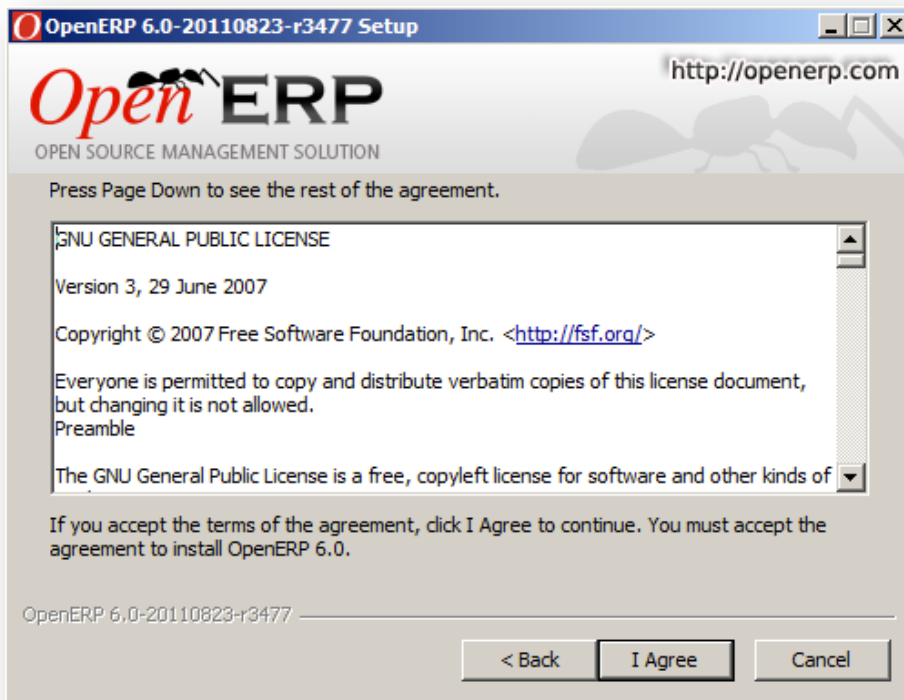 OpenERP 6.0-20110823-r3477 Setup
http://openerp.com
Open ERP
OPEN SOURCE MANAGEMENT SOLUTION
Press Page Down to see the rest of the agreement.
GNU GENERAL PUBLIC LICENSE
Version 3, 29 June 2007
Copyright © 2007 Free Software Foundation, Inc. <http://fsf.org/>
Everyone is permitted to copy and distribute verbatim copies of this license document,
but changing it is not allowed.
Preamble
The GNU General Public License is a free, copyleft license for software and other kinds of
If you accept the terms of the agreement, click I Agree to continue. You must accept the
agreement to install OpenERP 6.0.
OpenERP 6.0-20110823-r3477
< Back
I Agree
Cancel